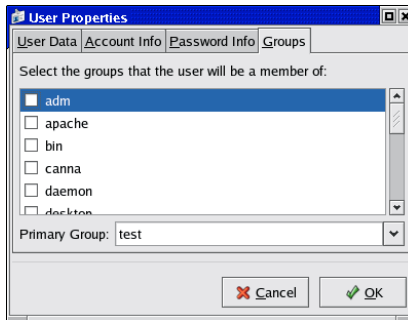 User Properties
User Data Account Info Password Info Groups
Select the groups that the user will be a member of:
adm
apache
bin
canna
daemon
desktop
Primary Group: test
Cancel OK